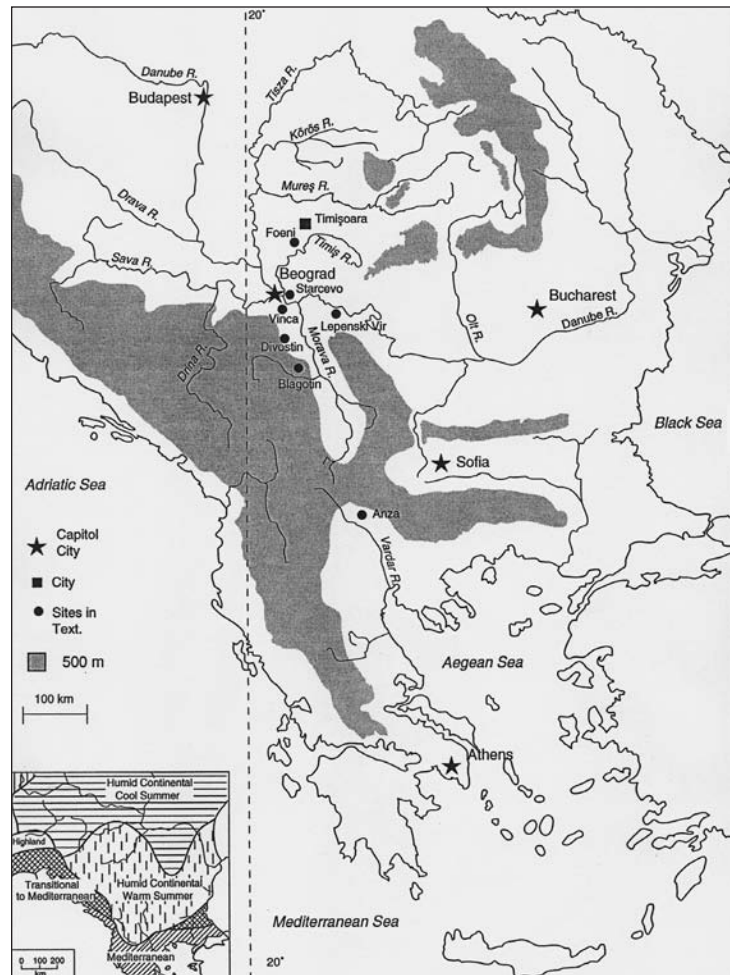 20°
Danube R.
Budapest
Tisza R.
Körös R.
Drava R.
Mureş R.
Timişoara
Foeni
Timiş R.
Sava R.
Beograd
Starcevo
Vinca
Lepenski Vir
Bucharest
Olt R.
Danube R.
Drina R.
Divostin
Morava R.
Blagotin
Black Sea
Sofia
Adriatic Sea
Anza
Capitol
City
Vardar R.
City
Sites in
Text.
500 m
Aegean Sea
100 km
Athens
Humid Continental
Cool Summer
Highland
Transitional
to Mediterranean
Humid Continental
Warm Summer
Mediterranean Sea
Mediterranean
0 100 200
km
20°